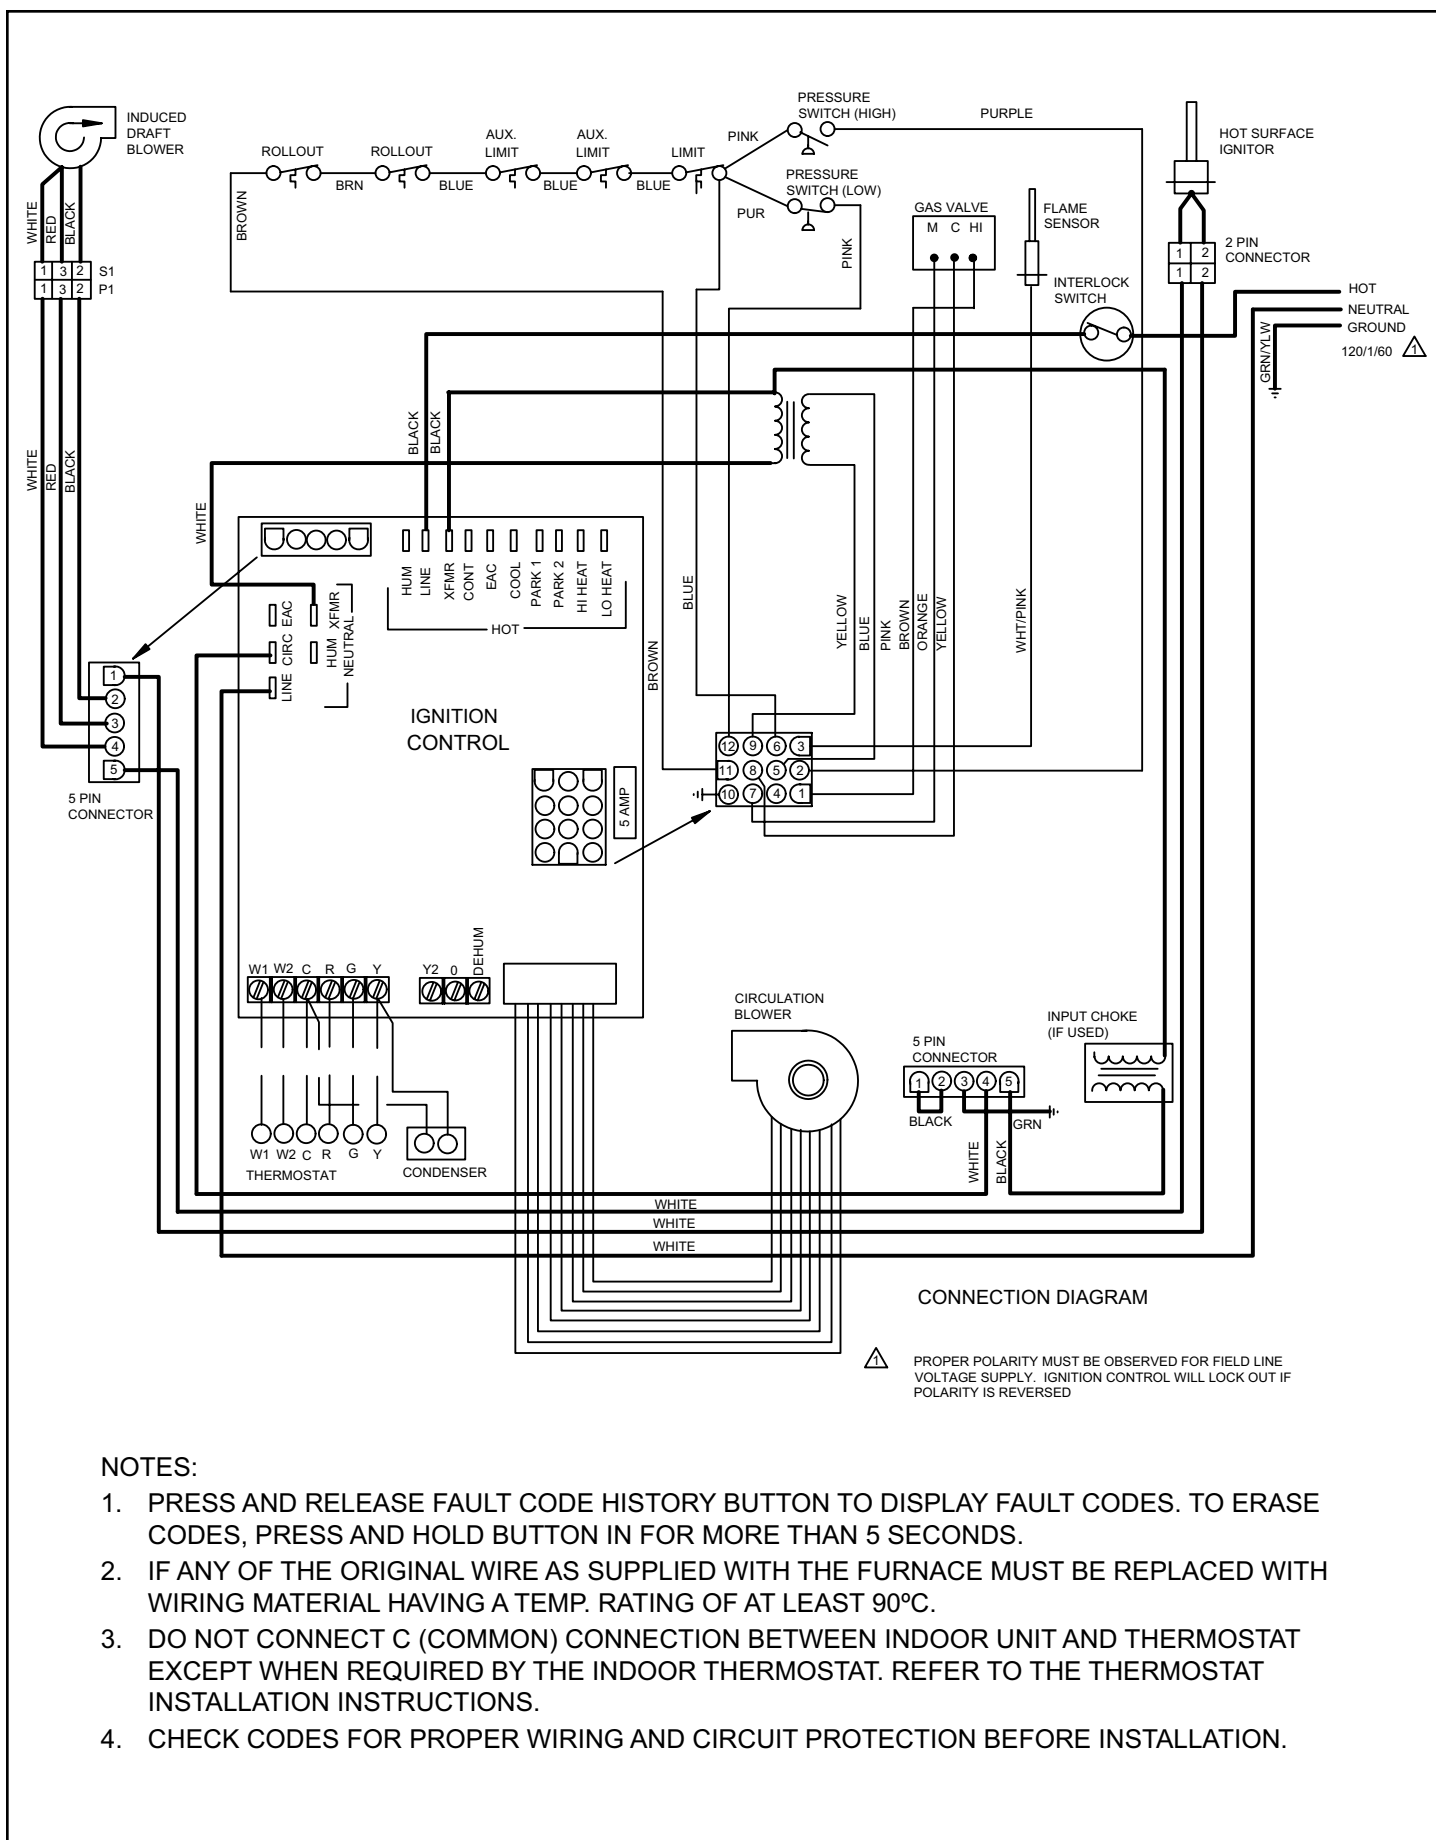 INDUCED
DRAFT
BLOWER
WHITE
RED
BLACK
1 3 2 S1
1 3 2 P1
WHITE
RED
BLACK
ROLLOUT
BRN
ROLLOUT
BLUE
AUX.
LIMIT
BLUE
AUX.
LIMIT
BLUE
LIMIT
BROWN
PINK
PRESSURE
SWITCH (HIGH)
PURPLE
PRESSURE
SWITCH (LOW)
PUR
PINK
GAS VALVE
M C HI
FLAME
SENSOR
INTERLOCK
SWITCH
HOT SURFACE
IGNITOR
1 2
1 2
2 PIN
CONNECTOR
HOT
NEUTRAL
GROUND
120/1/60 1
GRN/YLW
BLACK
BLACK
WHITE
HUM
LINE
XFMR
CONT
EAC
COOL
PARK 1
PARK 2
HI HEAT
LO HEAT
HOT
EAC
CIRC
LINE
XFMR
HUM
NEUTRAL
1
2
3
4
5
5 PIN
CONNECTOR
IGNITION
CONTROL
BROWN
BLUE
YELLOW
BLUE
PINK
BROWN
ORANGE
YELLOW
WHT/PINK
12 9 6 3
11 8 5 2
10 7 4 1
5 AMP
W1 W2 C R G Y
Y2 0 DEHUM
W1 W2 C R G Y
THERMOSTAT
CONDENSER
CIRCULATION
BLOWER
5 PIN
CONNECTOR
1 2 3 4 5
BLACK
GRN
WHITE
BLACK
INPUT CHOKE
(IF USED)
WHITE
WHITE
WHITE
CONNECTION DIAGRAM
1 PROPER POLARITY MUST BE OBSERVED FOR FIELD LINE
VOLTAGE SUPPLY. IGNITION CONTROL WILL LOCK OUT IF
POLARITY IS REVERSED
NOTES:
1. PRESS AND RELEASE FAULT CODE HISTORY BUTTON TO DISPLAY FAULT CODES. TO ERASE
CODES, PRESS AND HOLD BUTTON IN FOR MORE THAN 5 SECONDS.
2. IF ANY OF THE ORIGINAL WIRE AS SUPPLIED WITH THE FURNACE MUST BE REPLACED WITH
WIRING MATERIAL HAVING A TEMP. RATING OF AT LEAST 90ºC.
3. DO NOT CONNECT C (COMMON) CONNECTION BETWEEN INDOOR UNIT AND THERMOSTAT
EXCEPT WHEN REQUIRED BY THE INDOOR THERMOSTAT. REFER TO THE THERMOSTAT
INSTALLATION INSTRUCTIONS.
4. CHECK CODES FOR PROPER WIRING AND CIRCUIT PROTECTION BEFORE INSTALLATION.